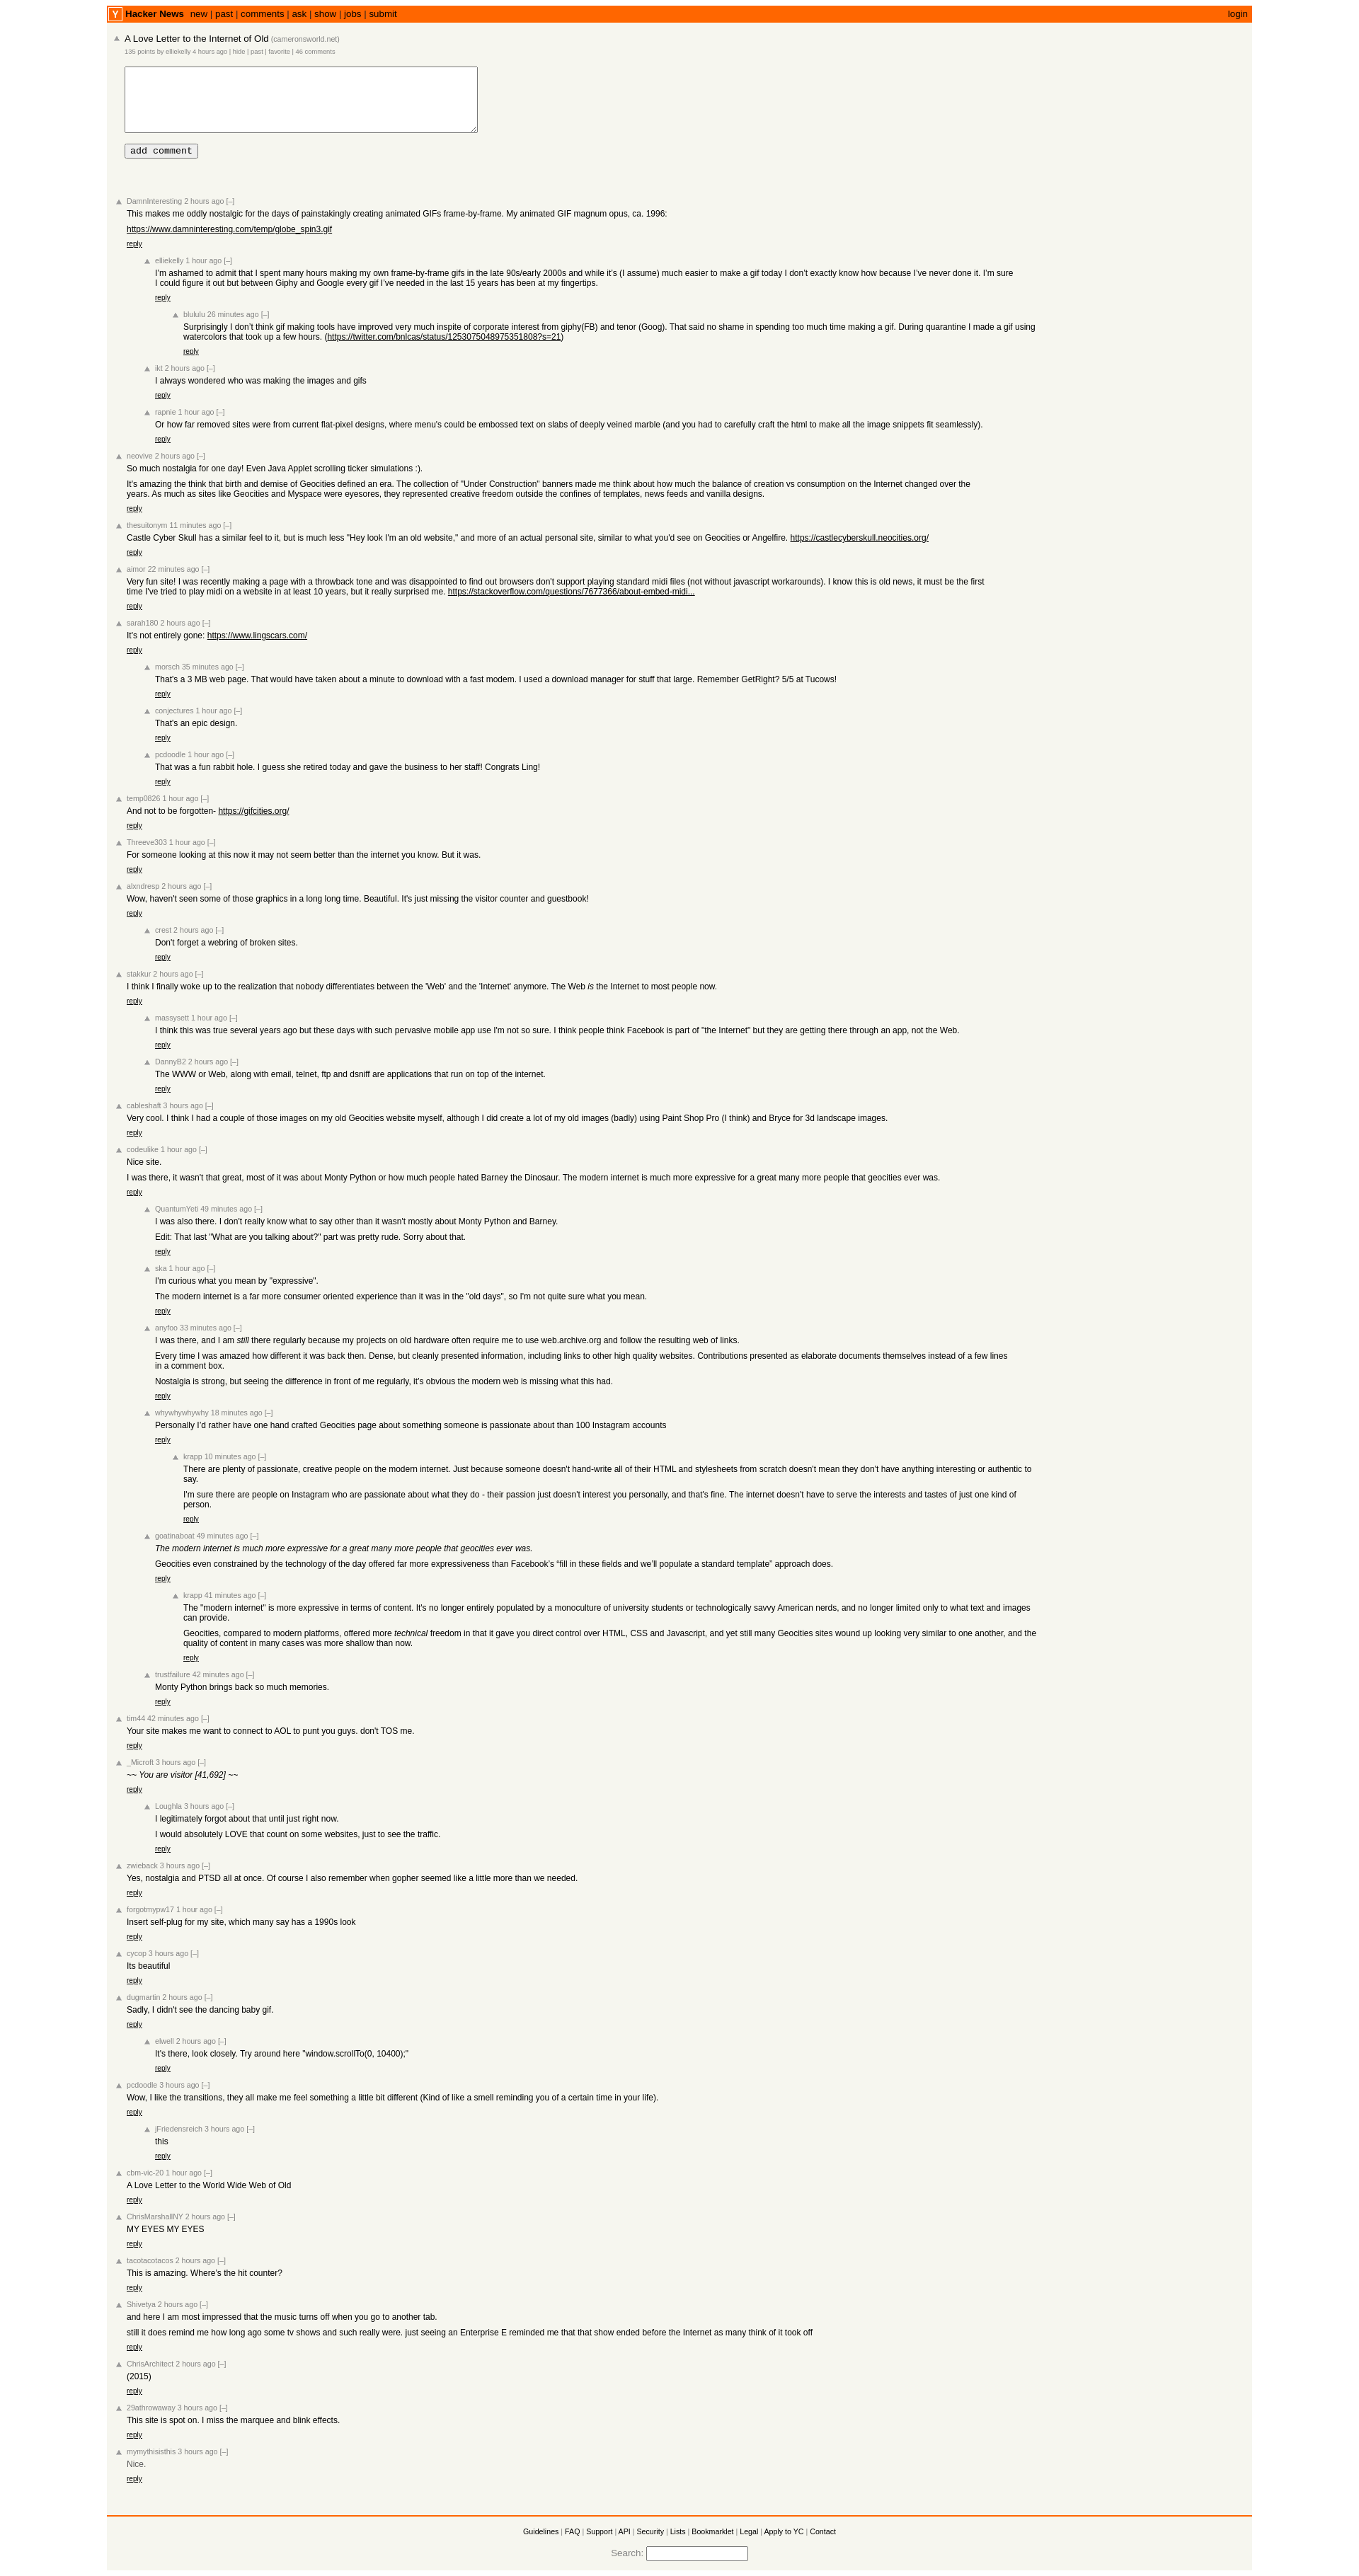 Y Hacker News new | past | comments | ask | show | jobs | submit login
A Love Letter to the Internet of Old (cameronsworld.net)
135 points by elliekelly 4 hours ago | hide | past | favorite | 46 comments
add comment
DamnInteresting 2 hours ago [–]
This makes me oddly nostalgic for the days of painstakingly creating animated GIFs frame-by-frame. My animated GIF magnum opus, ca. 1996:
https://www.damninteresting.com/temp/globe_spin3.gif
reply
elliekelly 1 hour ago [–]
I'm ashamed to admit that I spent many hours making my own frame-by-frame gifs in the late 90s/early 2000s and while it's (I assume) much easier to make a gif today I don't exactly know how because I've never done it. I'm sure
I could figure it out but between Giphy and Google every gif I've needed in the last 15 years has been at my fingertips.
reply
blululu 26 minutes ago [–]
Surprisingly I don't think gif making tools have improved very much inspite of corporate interest from giphy(FB) and tenor (Goog). That said no shame in spending too much time making a gif. During quarantine I made a gif using
watercolors that took up a few hours. (https://twitter.com/bnlcas/status/1253075048975351808?s=21)
reply
ikt 2 hours ago [–]
I always wondered who was making the images and gifs
reply
rapnie 1 hour ago [–]
Or how far removed sites were from current flat-pixel designs, where menu's could be embossed text on slabs of deeply veined marble (and you had to carefully craft the html to make all the image snippets fit seamlessly).
reply
neovive 2 hours ago [–]
So much nostalgia for one day! Even Java Applet scrolling ticker simulations :).
It's amazing the think that birth and demise of Geocities defined an era. The collection of "Under Construction" banners made me think about how much the balance of creation vs consumption on the Internet changed over the
years. As much as sites like Geocities and Myspace were eyesores, they represented creative freedom outside the confines of templates, news feeds and vanilla designs.
reply
thesuitonym 11 minutes ago [–]
Castle Cyber Skull has a similar feel to it, but is much less "Hey look I'm an old website," and more of an actual personal site, similar to what you'd see on Geocities or Angelfire. https://castlecyberskull.neocities.org/
reply
aimor 22 minutes ago [–]
Very fun site! I was recently making a page with a throwback tone and was disappointed to find out browsers don't support playing standard midi files (not without javascript workarounds). I know this is old news, it must be the first
time I've tried to play midi on a website in at least 10 years, but it really surprised me. https://stackoverflow.com/questions/7677366/about-embed-midi...
reply
sarah180 2 hours ago [–]
It's not entirely gone: https://www.lingscars.com/
reply
morsch 35 minutes ago [–]
That's a 3 MB web page. That would have taken about a minute to download with a fast modem. I used a download manager for stuff that large. Remember GetRight? 5/5 at Tucows!
reply
conjectures 1 hour ago [–]
That's an epic design.
reply
pcdoodle 1 hour ago [–]
That was a fun rabbit hole. I guess she retired today and gave the business to her staff! Congrats Ling!
reply
temp0826 1 hour ago [–]
And not to be forgotten- https://gifcities.org/
reply
Threeve303 1 hour ago [–]
For someone looking at this now it may not seem better than the internet you know. But it was.
reply
alxndresp 2 hours ago [–]
Wow, haven't seen some of those graphics in a long long time. Beautiful. It's just missing the visitor counter and guestbook!
reply
crest 2 hours ago [–]
Don't forget a webring of broken sites.
reply
stakkur 2 hours ago [–]
I think I finally woke up to the realization that nobody differentiates between the 'Web' and the 'Internet' anymore. The Web is the Internet to most people now.
reply
massysett 1 hour ago [–]
I think this was true several years ago but these days with such pervasive mobile app use I'm not so sure. I think people think Facebook is part of "the Internet" but they are getting there through an app, not the Web.
reply
DannyB2 2 hours ago [–]
The WWW or Web, along with email, telnet, ftp and dsniff are applications that run on top of the internet.
reply
cableshaft 3 hours ago [–]
Very cool. I think I had a couple of those images on my old Geocities website myself, although I did create a lot of my old images (badly) using Paint Shop Pro (I think) and Bryce for 3d landscape images.
reply
codeulike 1 hour ago [–]
Nice site.
I was there, it wasn't that great, most of it was about Monty Python or how much people hated Barney the Dinosaur. The modern internet is much more expressive for a great many more people that geocities ever was.
reply
QuantumYeti 49 minutes ago [–]
I was also there. I don't really know what to say other than it wasn't mostly about Monty Python and Barney.
Edit: That last "What are you talking about?" part was pretty rude. Sorry about that.
reply
ska 1 hour ago [–]
I'm curious what you mean by "expressive".
The modern internet is a far more consumer oriented experience than it was in the "old days", so I'm not quite sure what you mean.
reply
anyfoo 33 minutes ago [–]
I was there, and I am still there regularly because my projects on old hardware often require me to use web.archive.org and follow the resulting web of links.
Every time I was amazed how different it was back then. Dense, but cleanly presented information, including links to other high quality websites. Contributions presented as elaborate documents themselves instead of a few lines
in a comment box.
Nostalgia is strong, but seeing the difference in front of me regularly, it's obvious the modern web is missing what this had.
reply
whywhywhywhy 18 minutes ago [–]
Personally I'd rather have one hand crafted Geocities page about something someone is passionate about than 100 Instagram accounts
reply
krapp 10 minutes ago [–]
There are plenty of passionate, creative people on the modern internet. Just because someone doesn't hand-write all of their HTML and stylesheets from scratch doesn't mean they don't have anything interesting or authentic to
say.
I'm sure there are people on Instagram who are passionate about what they do - their passion just doesn't interest you personally, and that's fine. The internet doesn't have to serve the interests and tastes of just one kind of
person.
reply
goatinaboat 49 minutes ago [–]
The modern internet is much more expressive for a great many more people that geocities ever was.
Geocities even constrained by the technology of the day offered far more expressiveness than Facebook's “fill in these fields and we'll populate a standard template” approach does.
reply
krapp 41 minutes ago [–]
The "modern internet" is more expressive in terms of content. It's no longer entirely populated by a monoculture of university students or technologically savvy American nerds, and no longer limited only to what text and images
can provide.
Geocities, compared to modern platforms, offered more technical freedom in that it gave you direct control over HTML, CSS and Javascript, and yet still many Geocities sites wound up looking very similar to one another, and the
quality of content in many cases was more shallow than now.
reply
trustfailure 42 minutes ago [–]
Monty Python brings back so much memories.
reply
tim44 42 minutes ago [–]
Your site makes me want to connect to AOL to punt you guys. don't TOS me.
reply
_Microft 3 hours ago [–]
~~ You are visitor [41,692] ~~
reply
Loughla 3 hours ago [–]
I legitimately forgot about that until just right now.
I would absolutely LOVE that count on some websites, just to see the traffic.
reply
zwieback 3 hours ago [–]
Yes, nostalgia and PTSD all at once. Of course I also remember when gopher seemed like a little more than we needed.
reply
forgotmypw17 1 hour ago [–]
Insert self-plug for my site, which many say has a 1990s look
reply
cycop 3 hours ago [–]
Its beautiful
reply
dugmartin 2 hours ago [–]
Sadly, I didn't see the dancing baby gif.
reply
elwell 2 hours ago [–]
It's there, look closely. Try around here "window.scrollTo(0, 10400);"
reply
pcdoodle 3 hours ago [–]
Wow, I like the transitions, they all make me feel something a little bit different (Kind of like a smell reminding you of a certain time in your life).
reply
jFriedensreich 3 hours ago [–]
this
reply
cbm-vic-20 1 hour ago [–]
A Love Letter to the World Wide Web of Old
reply
ChrisMarshallNY 2 hours ago [–]
MY EYES MY EYES
reply
tacotacotacos 2 hours ago [–]
This is amazing. Where's the hit counter?
reply
Shivetya 2 hours ago [–]
and here I am most impressed that the music turns off when you go to another tab.
still it does remind me how long ago some tv shows and such really were. just seeing an Enterprise E reminded me that that show ended before the Internet as many think of it took off
reply
ChrisArchitect 2 hours ago [–]
(2015)
reply
29athrowaway 3 hours ago [–]
This site is spot on. I miss the marquee and blink effects.
reply
mymythisisthis 3 hours ago [–]
Nice.
reply
Guidelines | FAQ | Support | API | Security | Lists | Bookmarklet | Legal | Apply to YC | Contact
Search: